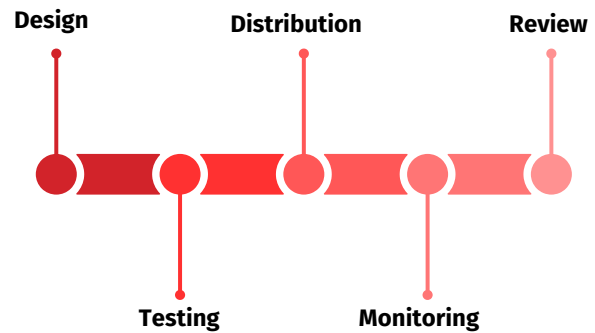 Design
Distribution
Review
Testing
Monitoring